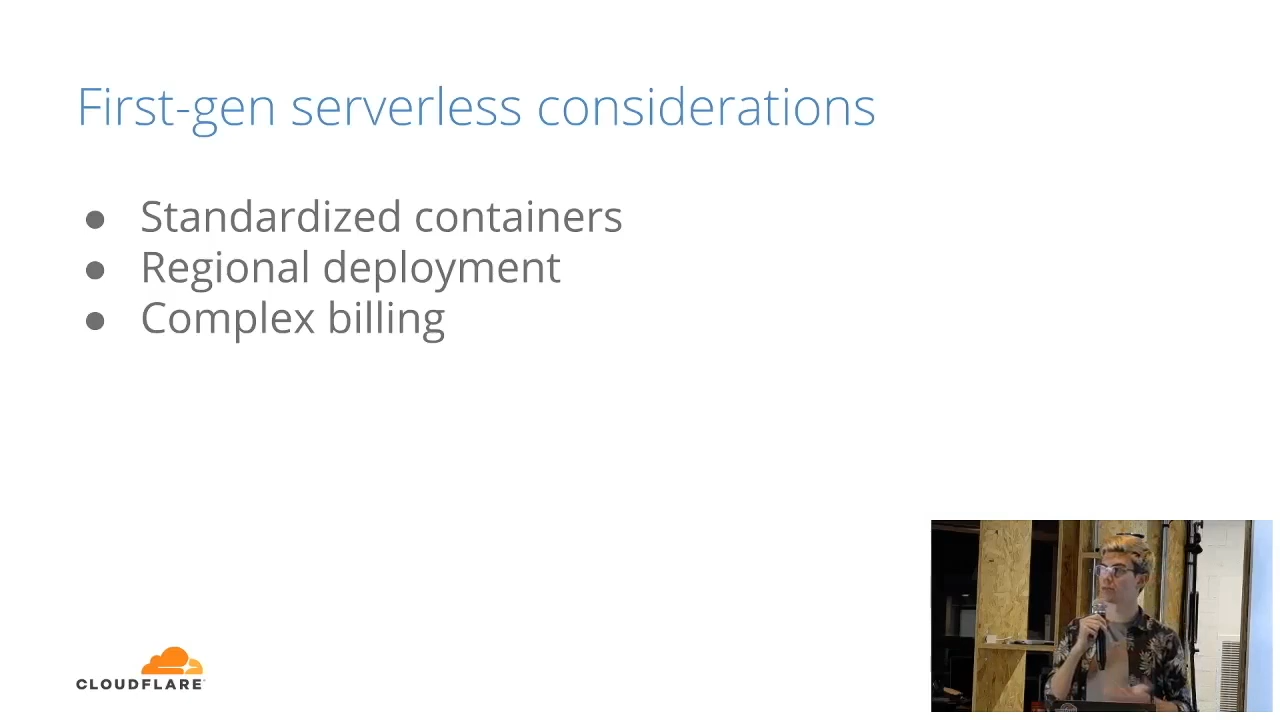 First-gen serverless considerations
● Standardized containers
● Regional deployment
● Complex billing
CLOUDFLARE